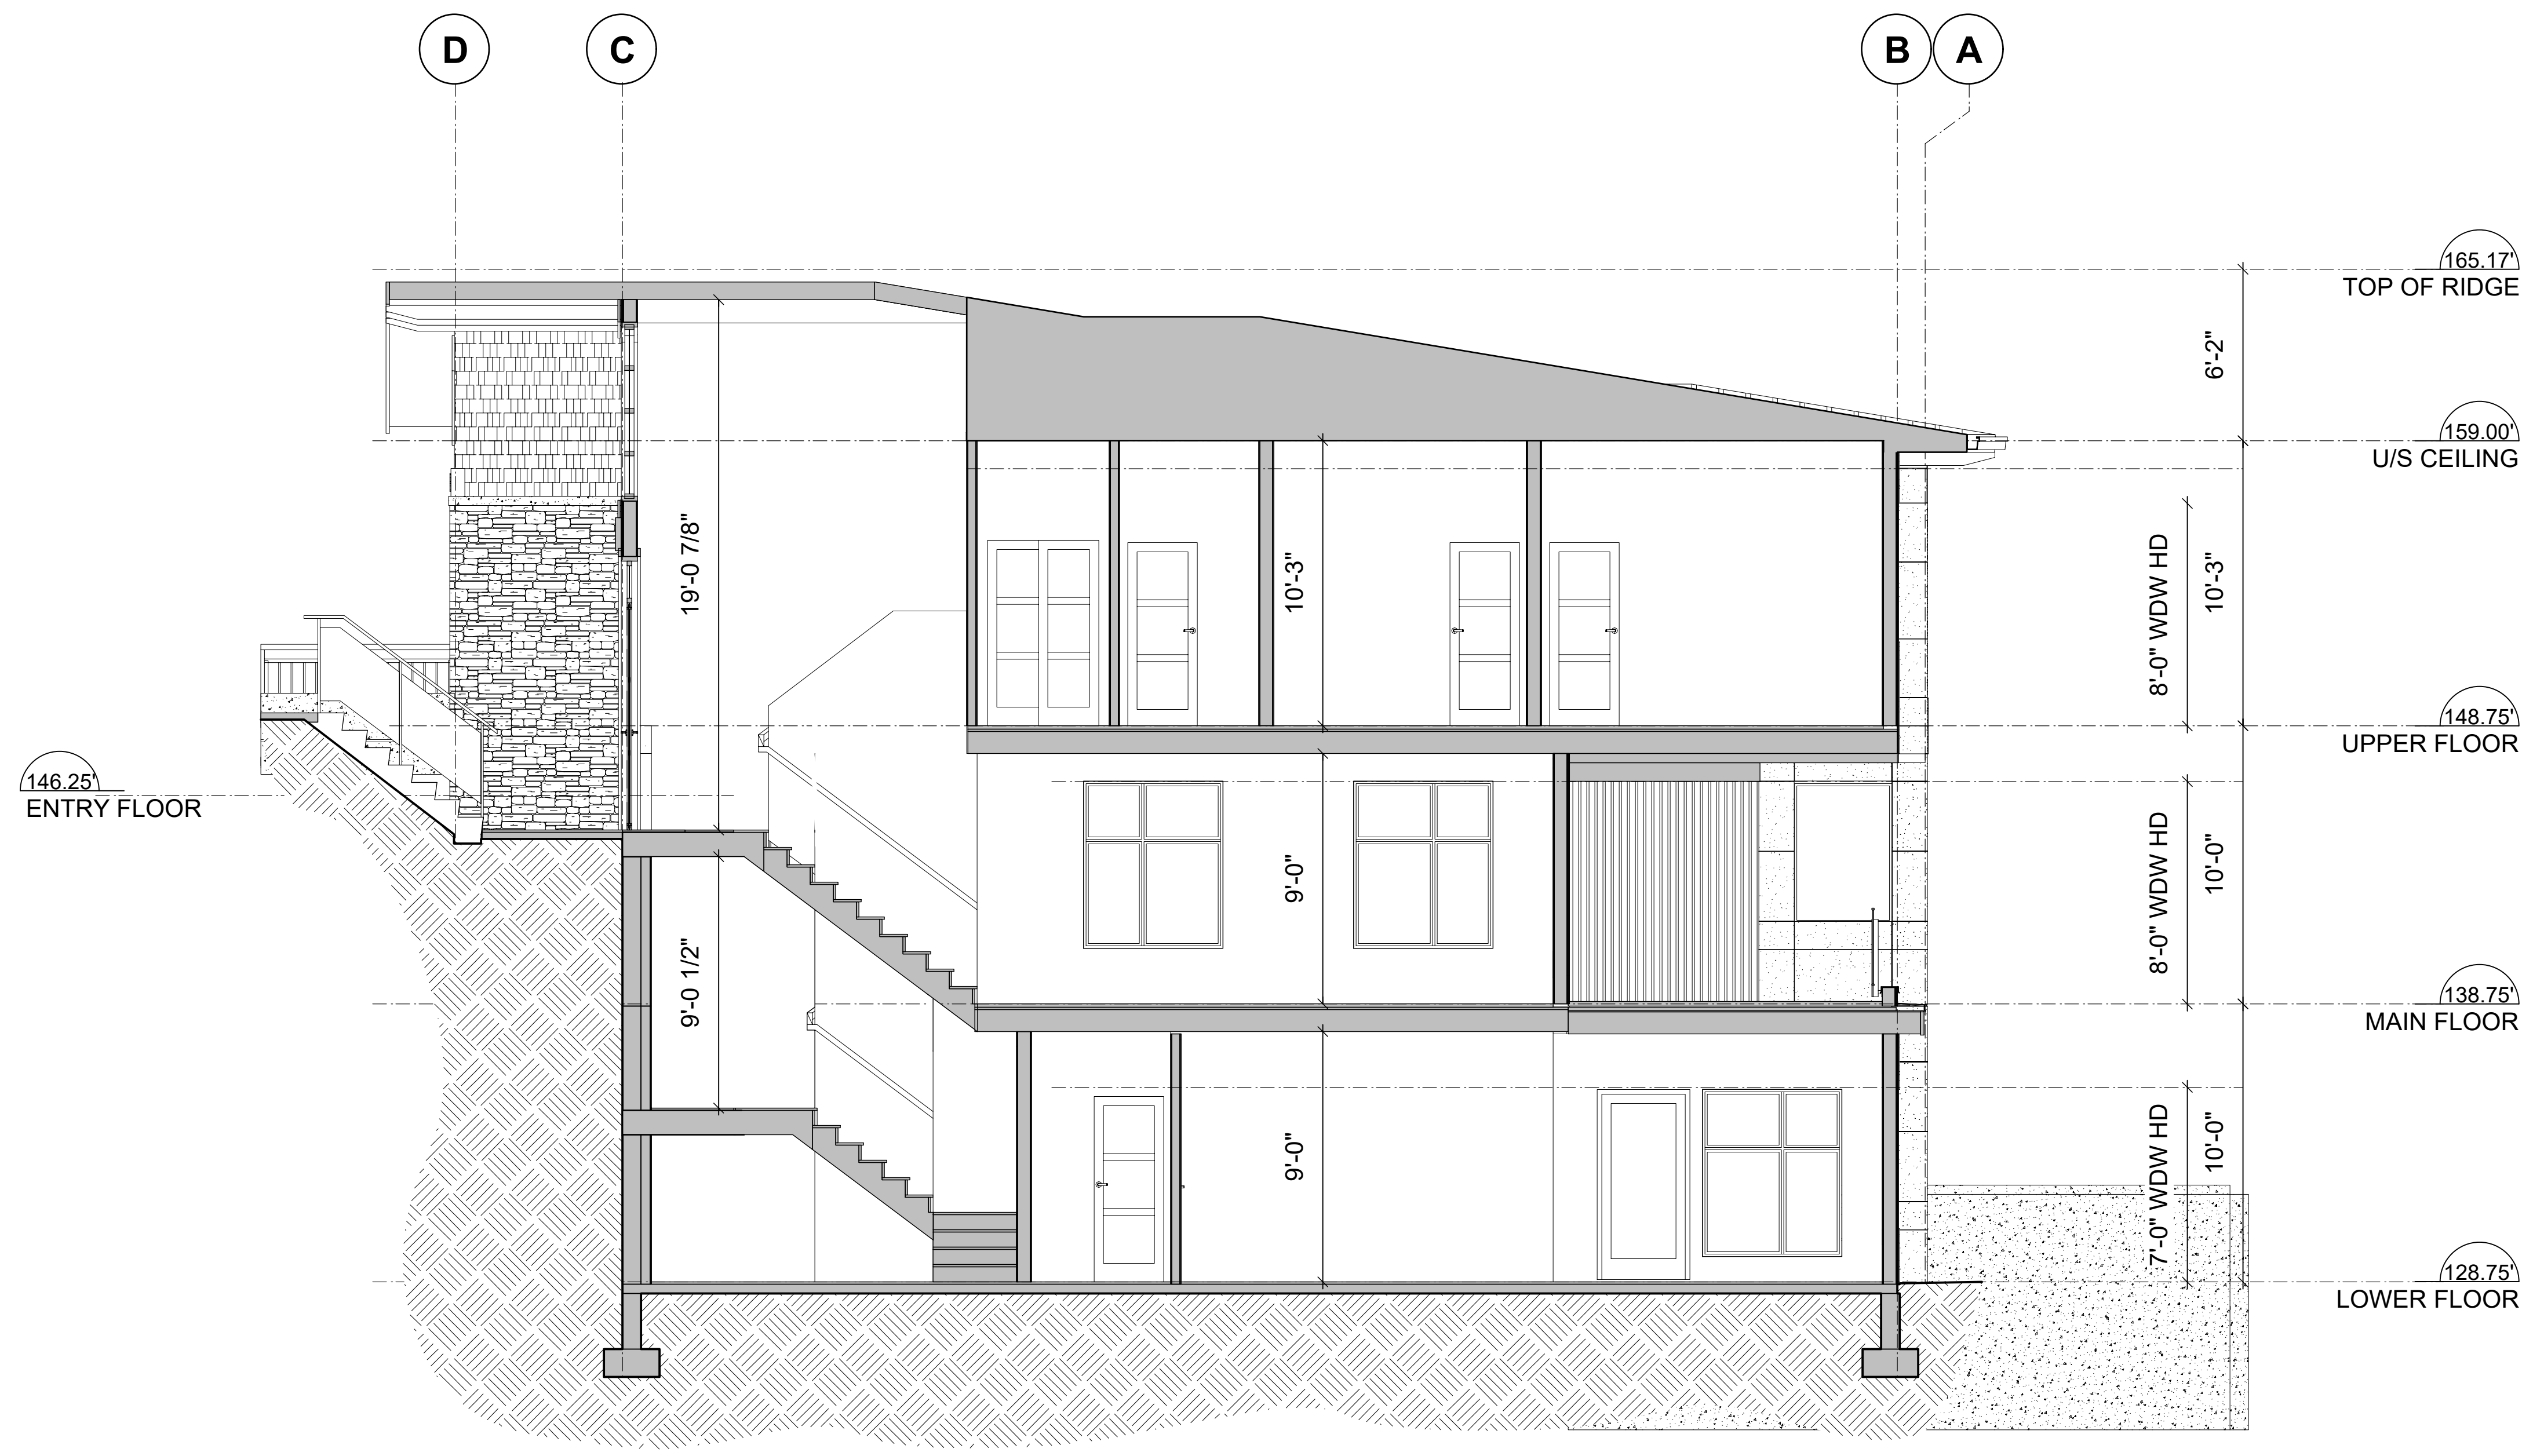 D
C
B
A
165.17'
TOP OF RIDGE
6'-2"
159.00'
U/S CEILING
19'-0 7/8"
10'-3"
8'-0" WDW HD
10'-3"
148.75'
UPPER FLOOR
146.25'
ENTRY FLOOR
9'-0"
8'-0" WDW HD
10'-0"
9'-0 1/2"
138.75'
MAIN FLOOR
9'-0"
7'-0" WDW HD
10'-0"
128.75'
LOWER FLOOR